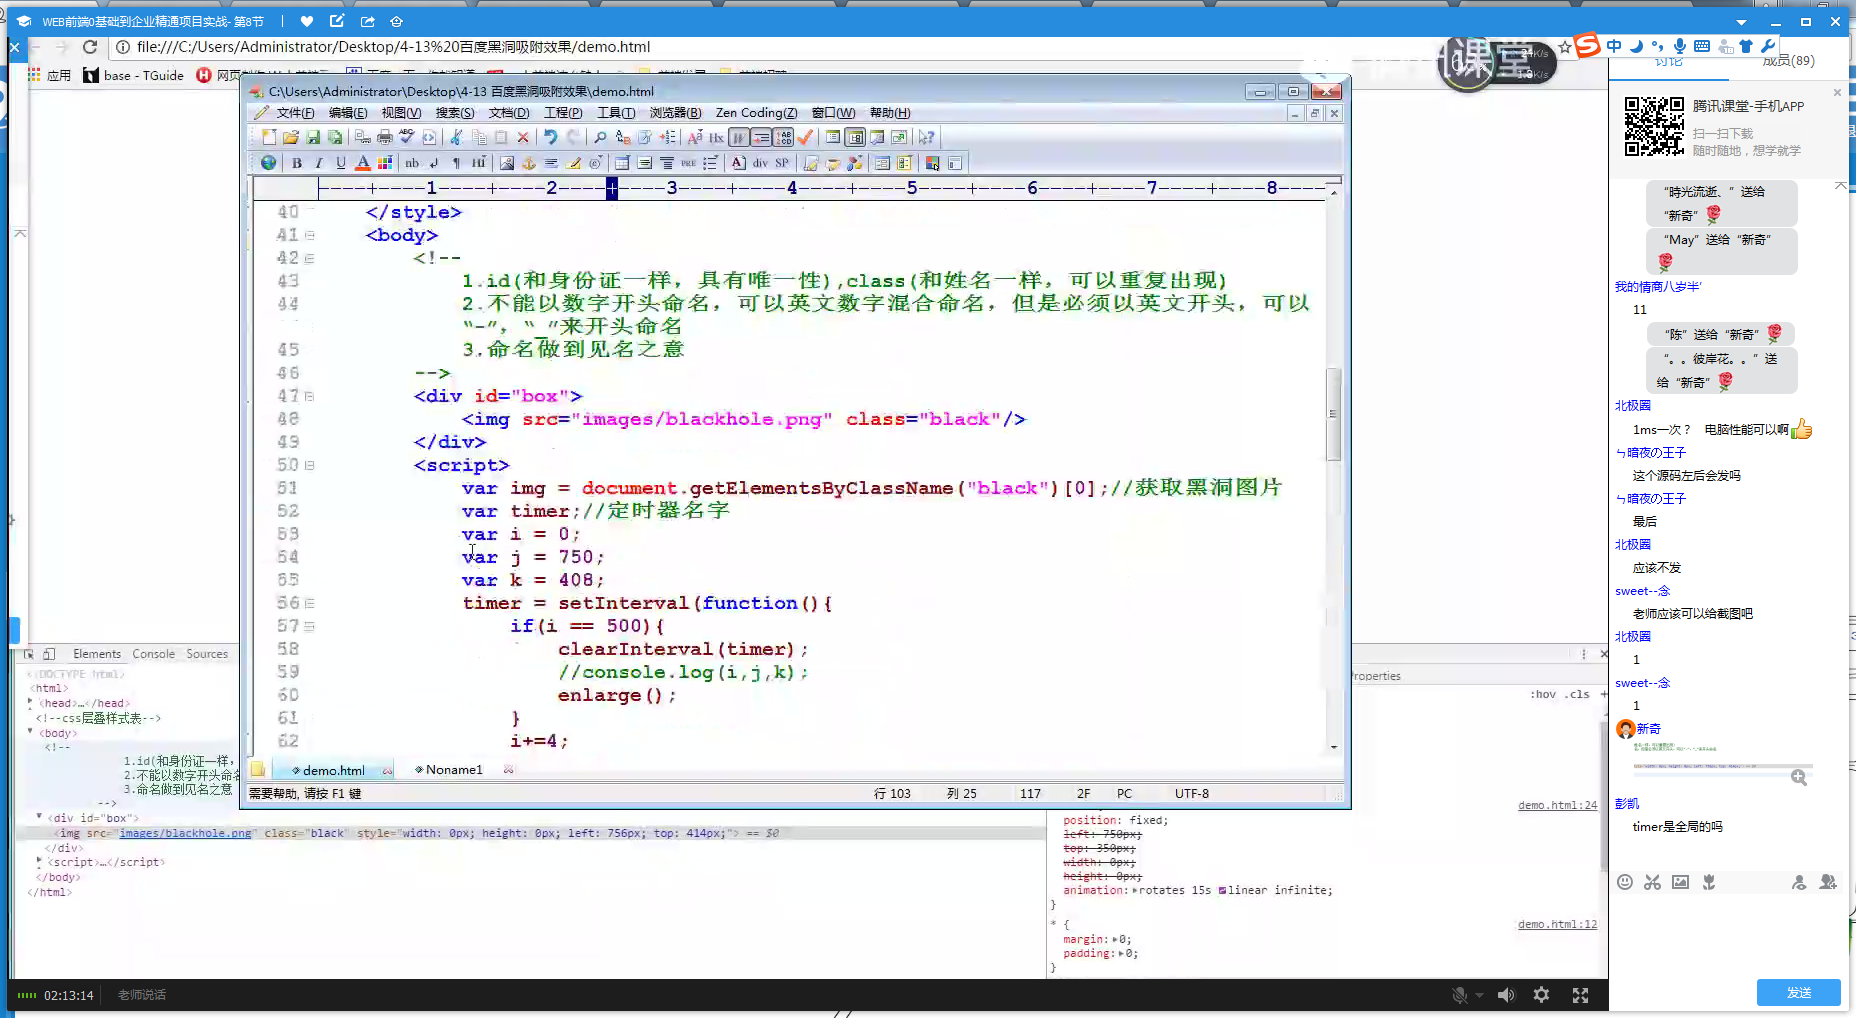 WEB前端0基础到企业精通项目实战- 第8节
file:///C:/Users/Administrator/Desktop/4-13%20百度黑洞吸附效果/demo.html
应用 base - TGuide
课堂
中
讨论 成员(89)
C:\Users\Administrator\Desktop\4-13 百度黑洞吸附效果\demo.html
文件(F) 编辑(E) 视图(V) 搜索(S) 文档(D) 工程(P) 工具(T) 浏览器(B) Zen Coding(Z) 窗口(W) 帮助(H)
B I U A nb Hi A div SP
----+----1----+----2----+----3----+----4----+----5----+----6----+----7----+----8----
40 </style>
41 <body>
42 <!--
43 1.id(和身份证一样，具有唯一性),class(和姓名一样，可以重复出现)
44 2.不能以数字开头命名，可以英文数字混合命名，但是必须以英文开头，可以
“-”，“_”来开头命名
45 3.命名做到见名之意
46 -->
47 <div id="box">
48 <img src="images/blackhole.png" class="black"/>
49 </div>
50 <script>
51 var img = document.getElementsByClassName("black")[0];//获取黑洞图片
52 var timer;//定时器名字
53 var i = 0;
54 var j = 750;
55 var k = 408;
56 timer = setInterval(function(){
57 if(i == 500){
58 clearInterval(timer);
59 //console.log(i,j,k);
60 enlarge();
61 }
62 i+=4;
demo.html Noname1
需要帮助, 请按 F1 键 行 103 列 25 117 2F PC UTF-8
Elements Console Sources
<!DOCTYPE html>
<html>
<head>…</head>
<!--css层叠样式表-->
<body>
<!--
1.id(和身份证一样，
2.不能以数字开头命名
3.命名做到见名之意
-->
<div id="box">
<img src="images/blackhole.png" class="black" style="width: 0px; height: 0px; left: 756px; top: 414px;"> == $0
</div>
<script>…</script>
</body>
</html>
Properties
:hov .cls +
demo.html:24
position: fixed;
left: 750px;
top: 350px;
width: 0px;
height: 0px;
animation: rotates 15s linear infinite;
}
* { demo.html:12
margin: 0;
padding: 0;
}
腾讯课堂-手机APP
扫一扫下载
随时随地，想学就学
“時光流逝、”送给
“新奇”
“May”送给“新奇”
我的情商八岁半'
11
“陈”送给“新奇”
“。。彼岸花。。”送
给“新奇”
北极圈
1ms一次？ 电脑性能可以啊
ㄣ暗夜の王子
这个源码左后会发吗
ㄣ暗夜の王子
最后
北极圈
应该不发
sweet--念
老师应该可以给截图吧
北极圈
1
sweet--念
1
新奇
彭凯
timer是全局的吗
发送
02:13:14 老师说话